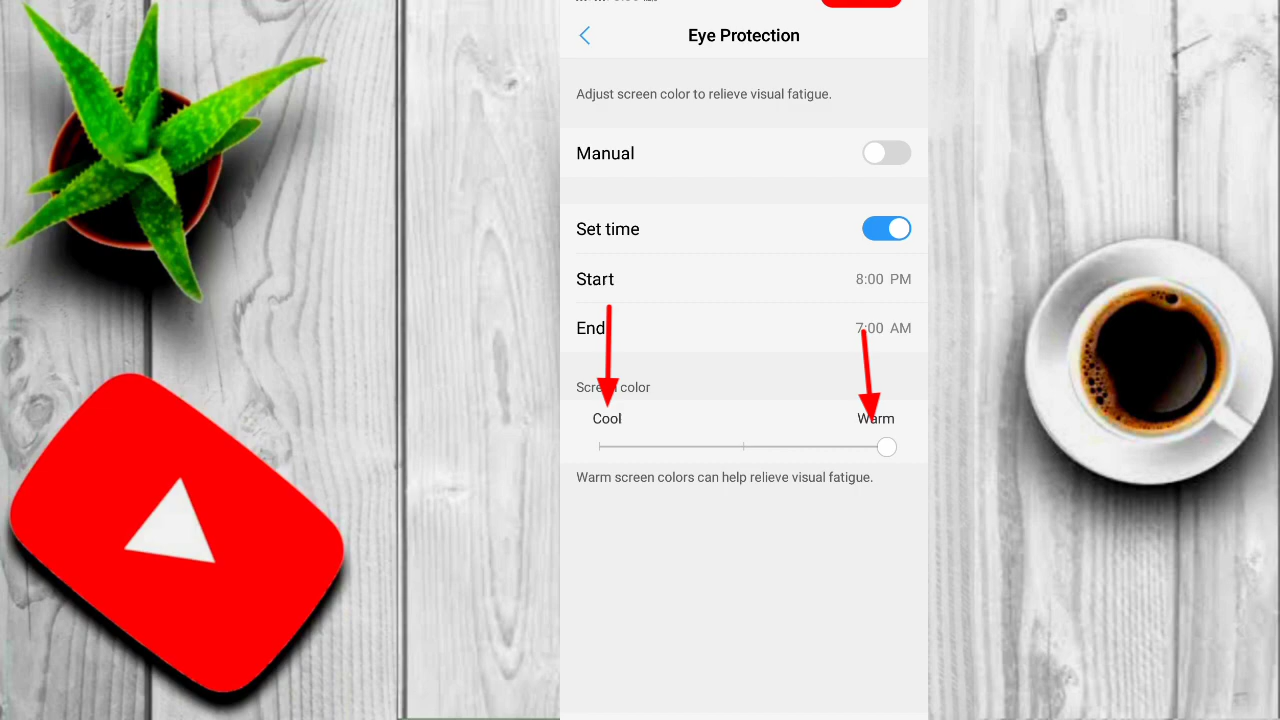 Eye Protection
Adjust screen color to relieve visual fatigue.
Manual
Set time
Start 8:00 PM
End 7:00 AM
color
Cool Warm
Warm screen colors can help relieve visual fatigue.